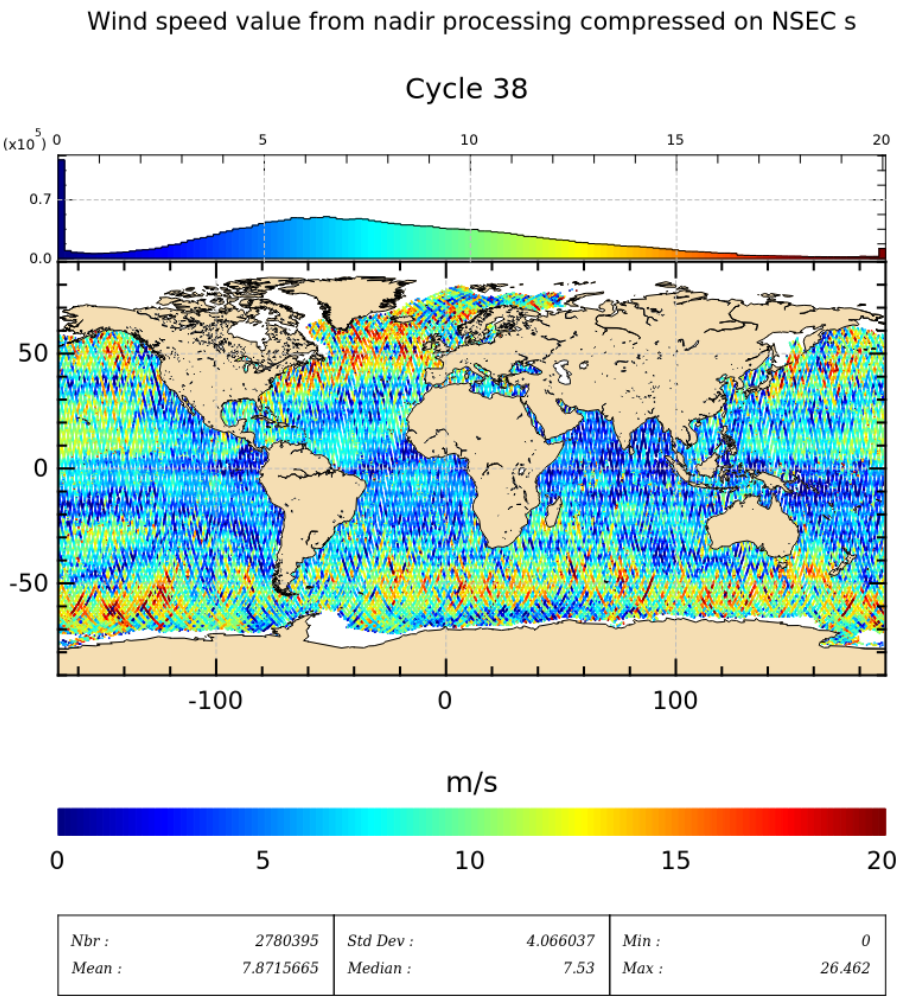 Wind speed value from nadir processing compressed on NSEC s
Cycle 38
0 5 10 15 20
(x10^5)
0.7
0.0
50
0
-50
-100 0 100
m/s
0 5 10 15 20
Nbr : 2780395 Std Dev : 4.066037 Min : 0
Mean : 7.8715665 Median : 7.53 Max : 26.462